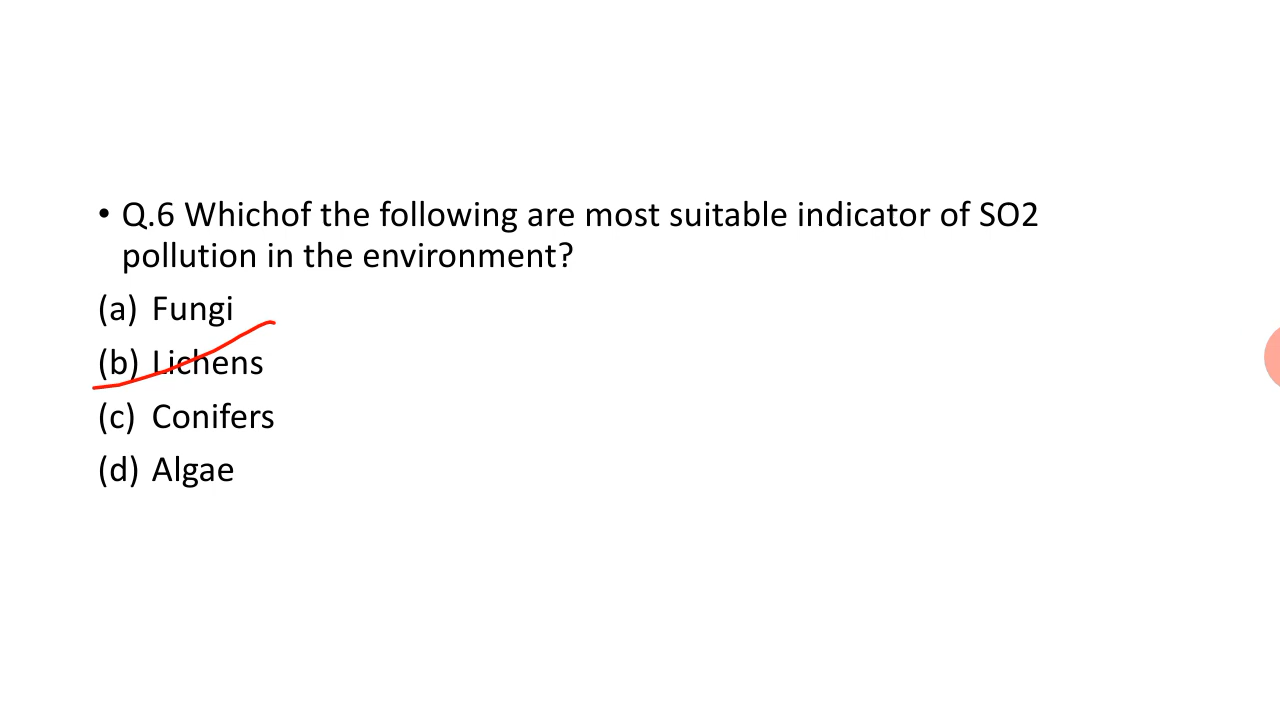 • Q.6 Whichof the following are most suitable indicator of SO2
pollution in the environment?
(a) Fungi
(b) Lichens
(c) Conifers
(d) Algae